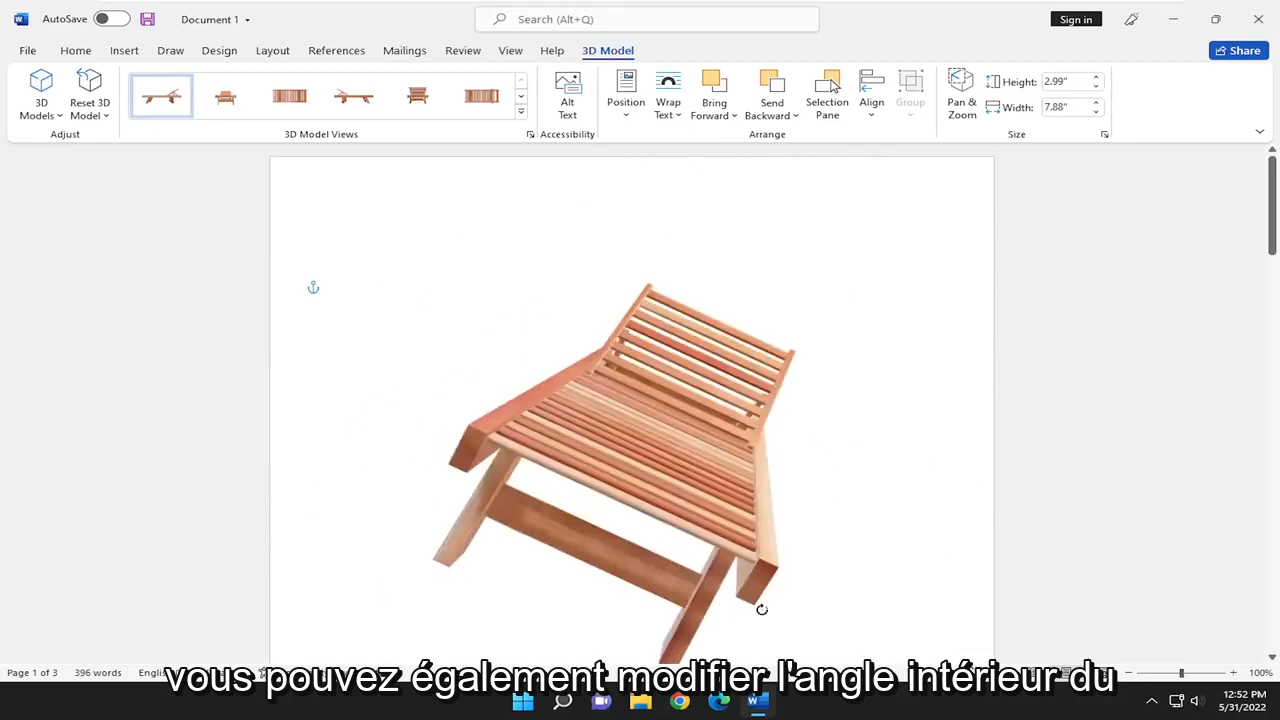 AutoSave
Document 1
Search (Alt+Q)
Sign in
File
Home
Insert
Draw
Design
Layout
References
Mailings
Review
View
Help
3D Model
Share
3D Models
Reset 3D Model
Adjust
3D Model Views
Alt Text
Accessibility
Position
Wrap Text
Bring Forward
Send Backward
Selection Pane
Align
Group
Arrange
Pan & Zoom
Height: 2.99"
Width: 7.88"
Size
Page 1 of 3
396 words
100%
vous pouvez également modifier l'angle intérieur du
12:52 PM
5/31/2022